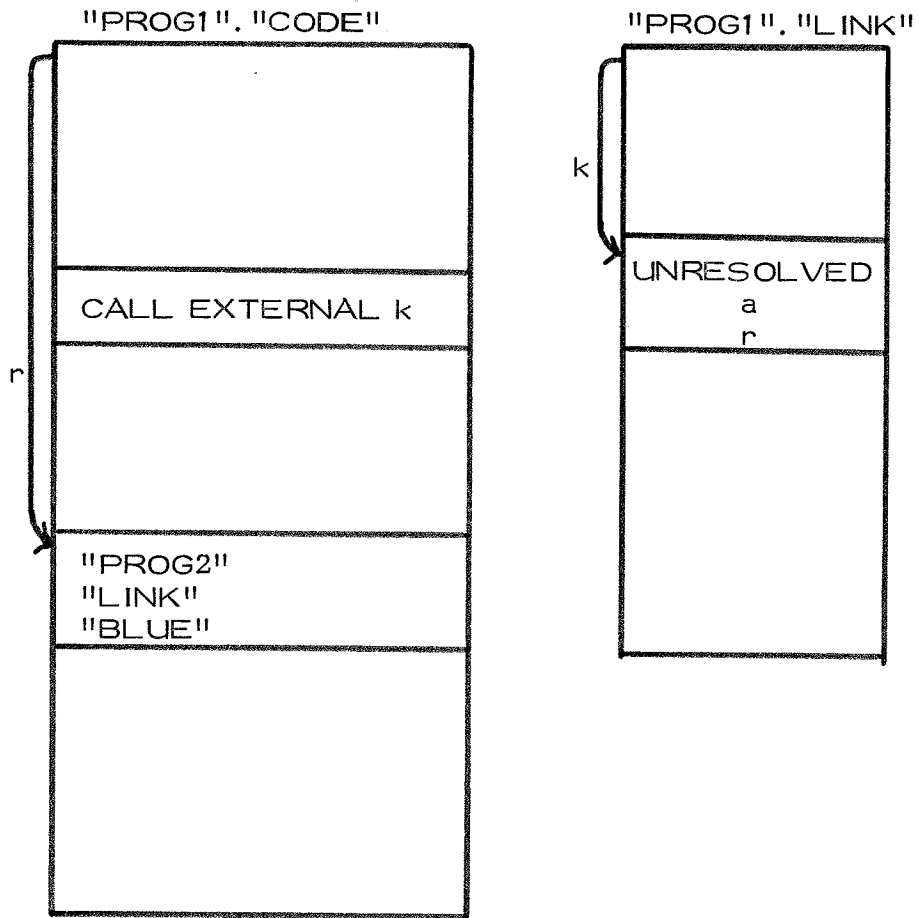 "PROG1"."CODE"
r
CALL EXTERNAL k
"PROG2"
"LINK"
"BLUE"
"PROG1"."LINK"
k
UNRESOLVED
a
r